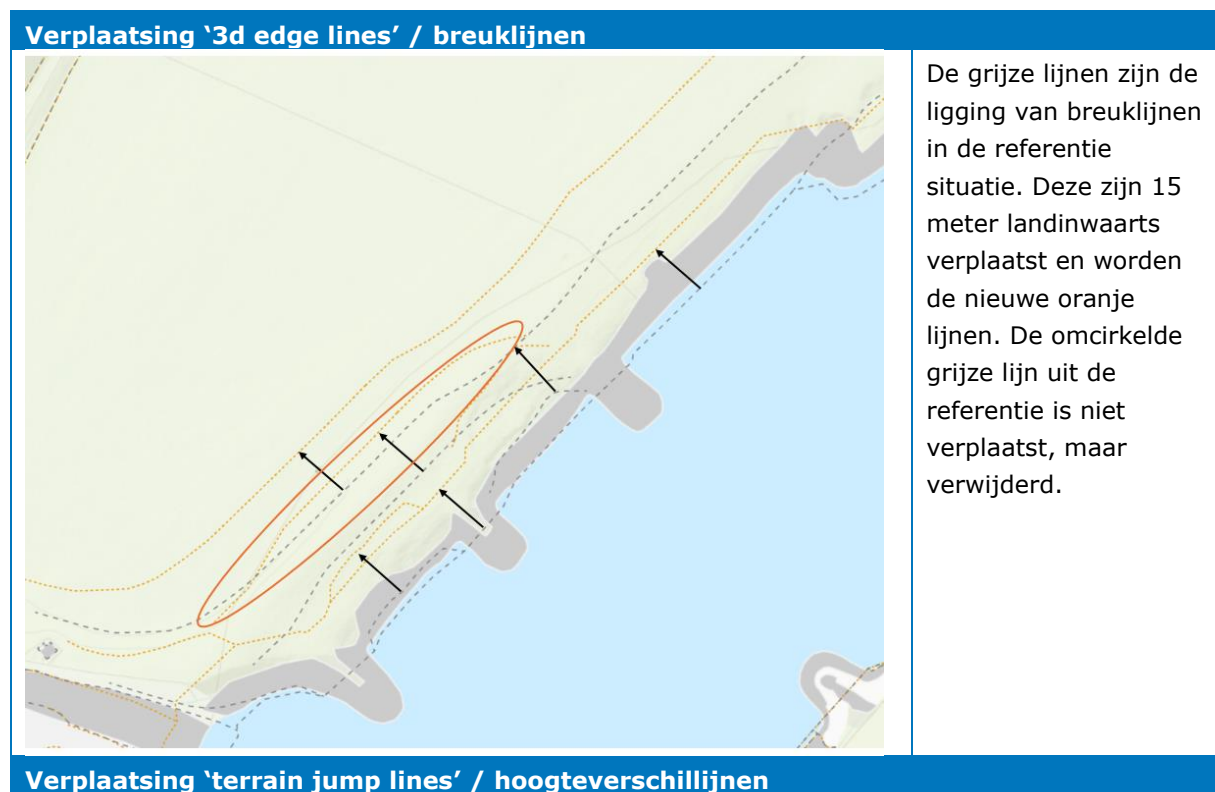 Verplaatsing ‘3d edge lines’ / breuklijnen
De grijze lijnen zijn de
ligging van breuklijnen
in de referentie
situatie. Deze zijn 15
meter landinwaarts
verplaatst en worden
de nieuwe oranje
lijnen. De omcirkelde
grijze lijn uit de
referentie is niet
verplaatst, maar
verwijderd.
Verplaatsing ‘terrain jump lines’ / hoogteverschillijnen